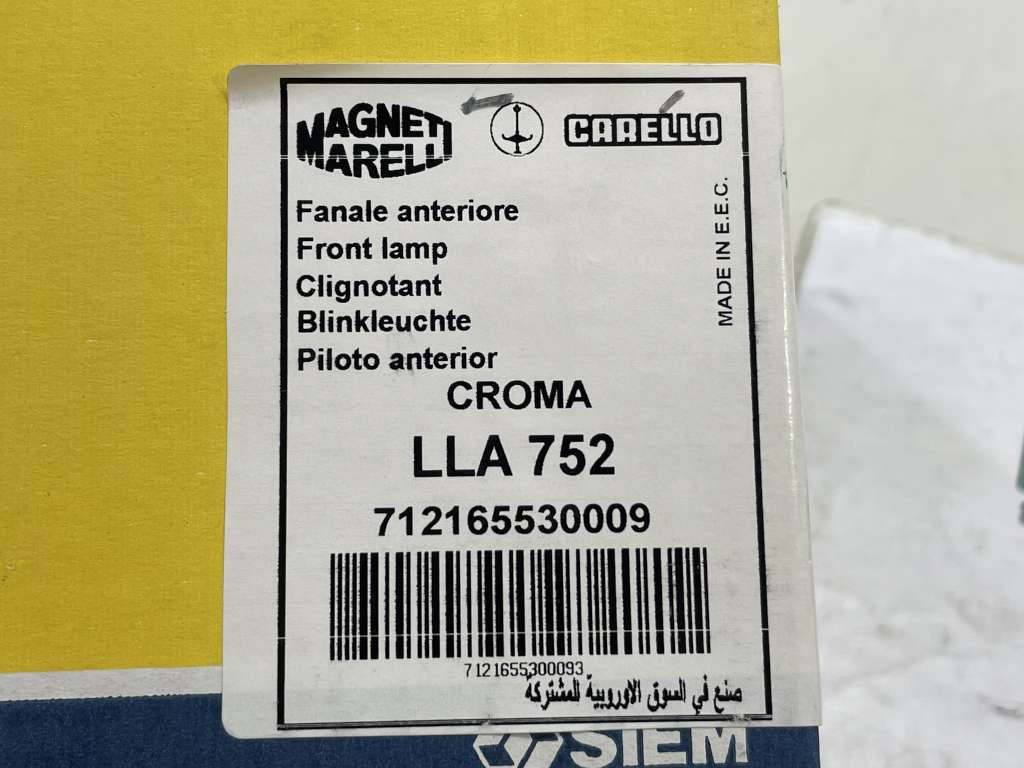 MAGNETI
MARELLI
CARELLO
Fanale anteriore
Front lamp
Clignotant
Blinkleuchte
Piloto anterior
MADE IN E.E.C.
CROMA
LLA 752
712165530009
7121655300093
صنع في السوق الاوروبية المشتركة
SIEM